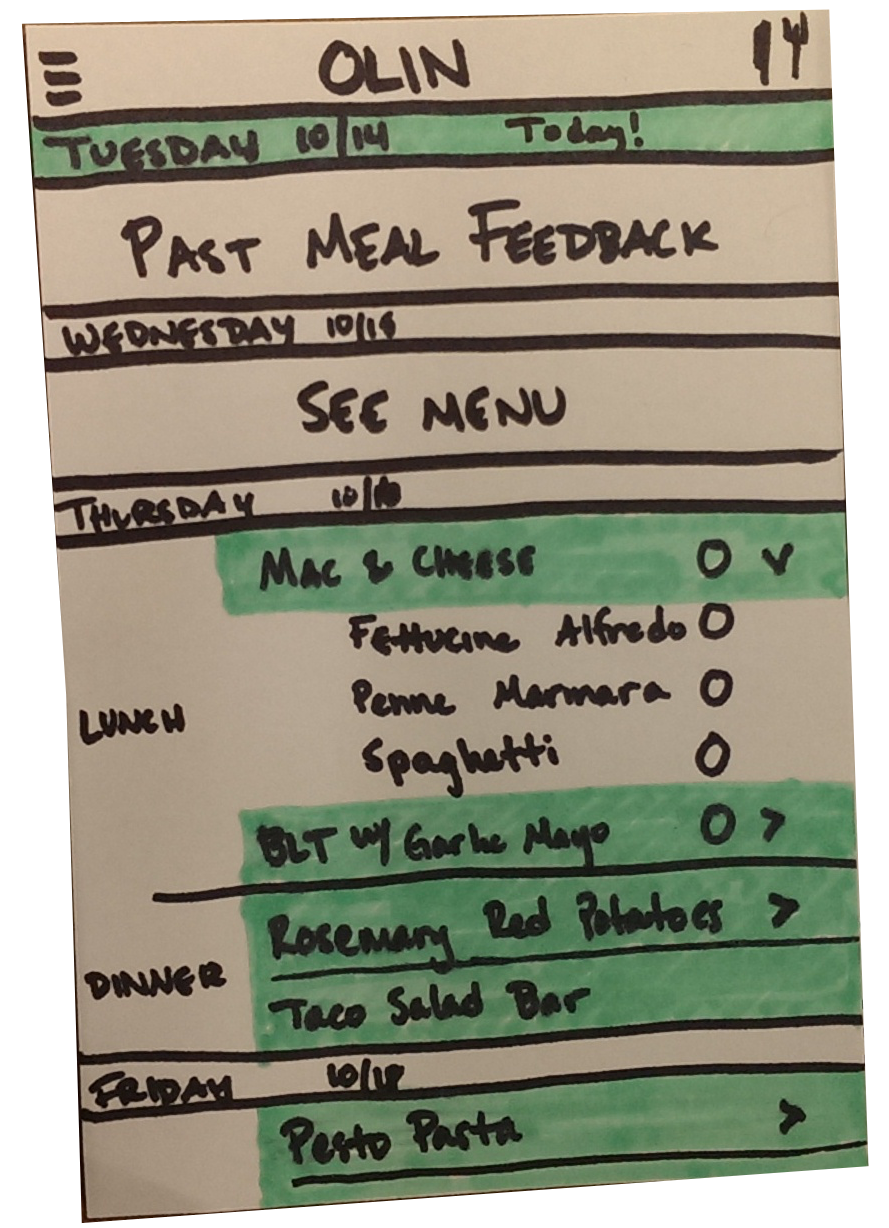 OLIN
TUESDAY 10/14 Today!
PAST MEAL FEEDBACK
WEDNESDAY 10/15
SEE MENU
THURSDAY 10/16
MAC & CHEESE O v
Fettucine Alfredo O
Penne Marmara O
LUNCH
Spaghetti O
BLT w/ Garlic Mayo O >
Rosemary Red Potatoes >
DINNER
Taco Salad Bar
FRIDAY 10/18
Pesto Pasta >